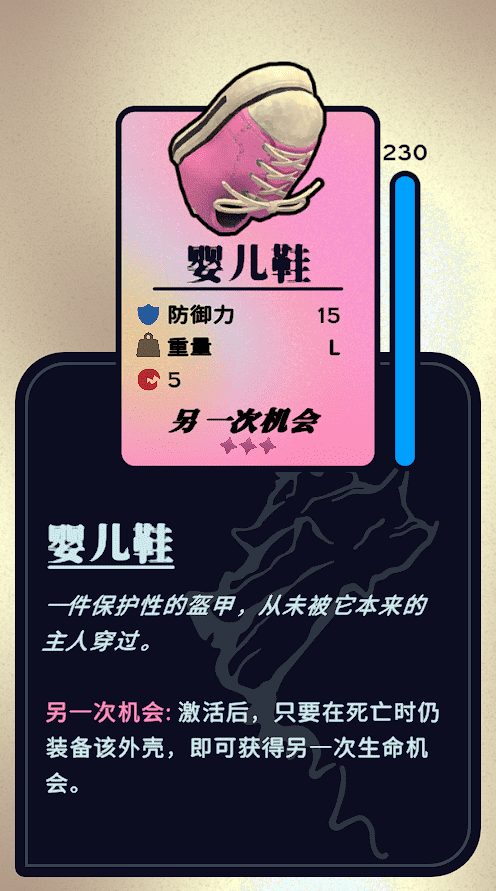 230
婴儿鞋
防御力 15
重量 L
5
另一次机会
婴儿鞋
一件保护性的盔甲，从未被它本来的
主人穿过。
另一次机会: 激活后，只要在死亡时仍
装备该外壳，即可获得另一次生命机
会。